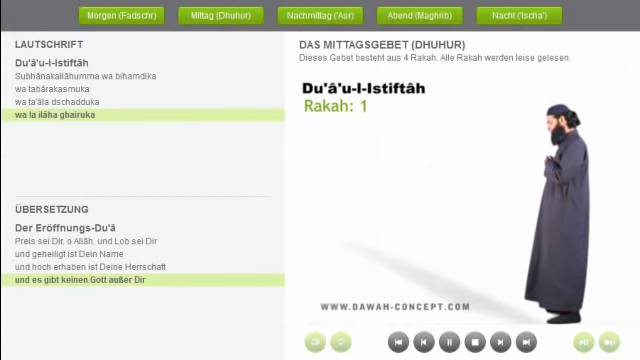 Morgen (Fadschr)
Mittag (Dhuhur)
Nachmittag ('Asr)
Abend (Maghrib)
Nacht ('Ischa')
LAUTSCHRIFT
Du'â'u-l-Istiftâh
Subhânakallâhumma wa bihamdika
wa tabârakasmuka
wa ta'âla dschadduka
wa la ilâha ghairuka
ÜBERSETZUNG
Der Eröffnungs-Du'â
Preis sei Dir, o Allâh, und Lob sei Dir
und geheiligt ist Dein Name
und hoch erhaben ist Deine Herrschaft
und es gibt keinen Gott außer Dir
DAS MITTAGSGEBET (DHUHUR)
Dieses Gebet besteht aus 4 Rakah. Alle Rakah werden leise gelesen.
Du'â'u-l-Istiftâh
Rakah: 1
WWW.DAWAH-CONCEPT.COM